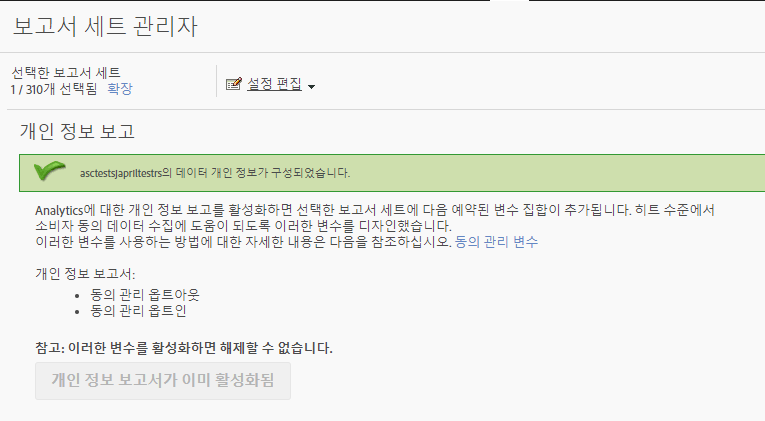 보고서 세트 관리자
선택한 보고서 세트
1 / 310개 선택됨 확장
설정 편집
개인 정보 보고
asctestsjapriltestrs의 데이터 개인 정보가 구성되었습니다.
Analytics에 대한 개인 정보 보고를 활성화하면 선택한 보고서 세트에 다음 예약된 변수 집합이 추가됩니다. 히트 수준에서
소비자 동의 데이터 수집에 도움이 되도록 이러한 변수를 디자인했습니다.
이러한 변수를 사용하는 방법에 대한 자세한 내용은 다음을 참조하십시오. 동의 관리 변수
개인 정보 보고서:
• 동의 관리 옵트아웃
• 동의 관리 옵트인
참고: 이러한 변수를 활성화하면 해제할 수 없습니다.
개인 정보 보고서가 이미 활성화됨